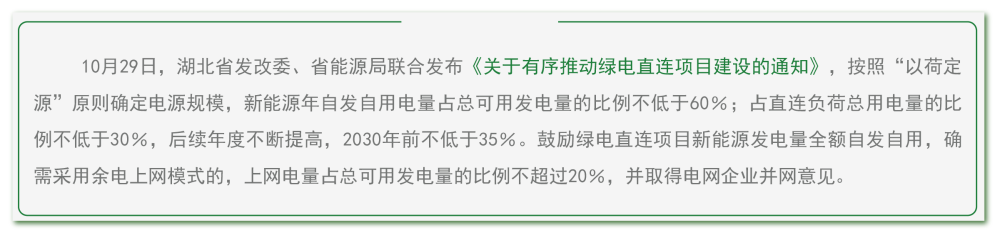 10月29日，湖北省发改委、省能源局联合发布《关于有序推动绿电直连项目建设的通知》，按照“以荷定
源”原则确定电源规模，新能源年自发自用电量占总可用发电量的比例不低于60%；占直连负荷总用电量的比
例不低于30%，后续年度不断提高，2030年前不低于35%。鼓励绿电直连项目新能源发电量全额自发自用，确
需采用余电上网模式的，上网电量占总可用发电量的比例不超过20%，并取得电网企业并网意见。